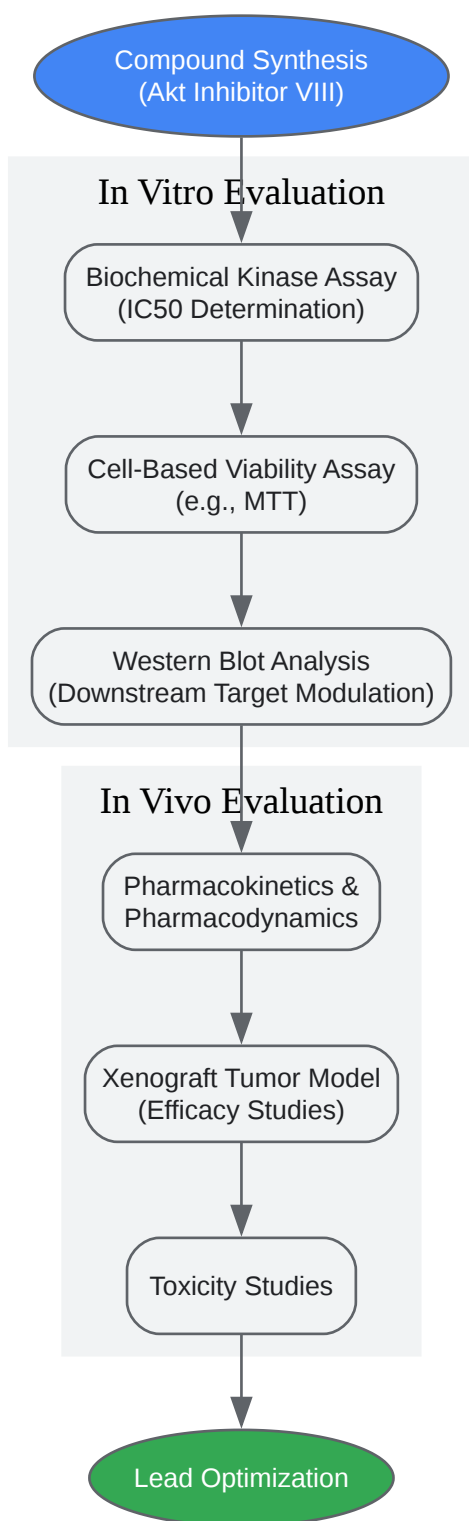 Compound Synthesis
(Akt Inhibitor VIII)
In Vitro Evaluation
Biochemical Kinase Assay
(IC50 Determination)
Cell-Based Viability Assay
(e.g., MTT)
Western Blot Analysis
(Downstream Target Modulation)
In Vivo Evaluation
Pharmacokinetics &
Pharmacodynamics
Xenograft Tumor Model
(Efficacy Studies)
Toxicity Studies
Lead Optimization